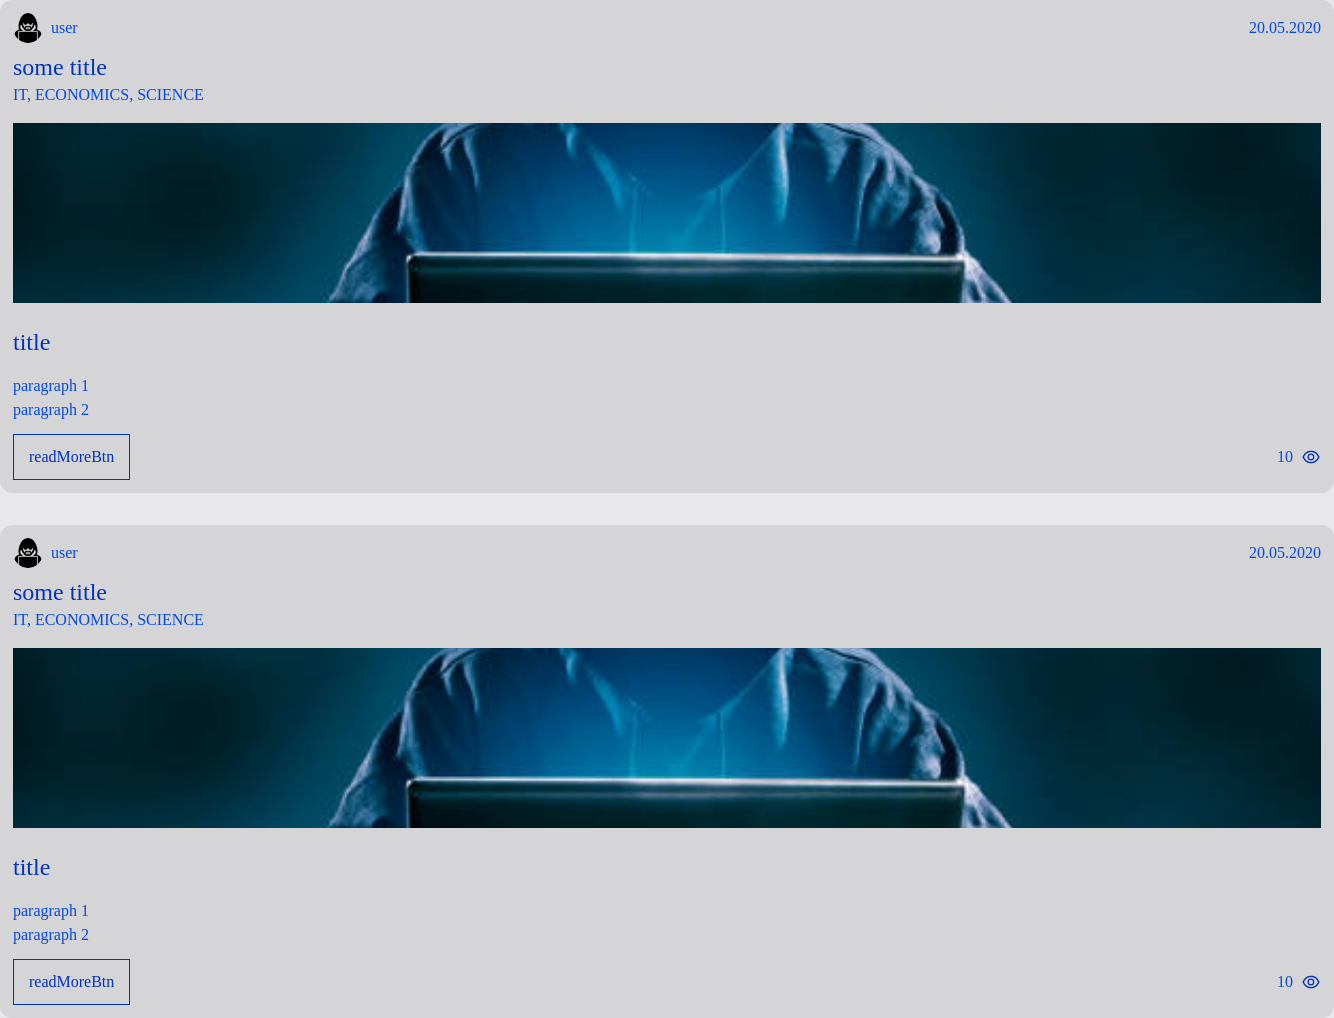 user
20.05.2020
some title
IT, ECONOMICS, SCIENCE
title
paragraph 1
paragraph 2
readMoreBtn
10
user
20.05.2020
some title
IT, ECONOMICS, SCIENCE
title
paragraph 1
paragraph 2
readMoreBtn
10